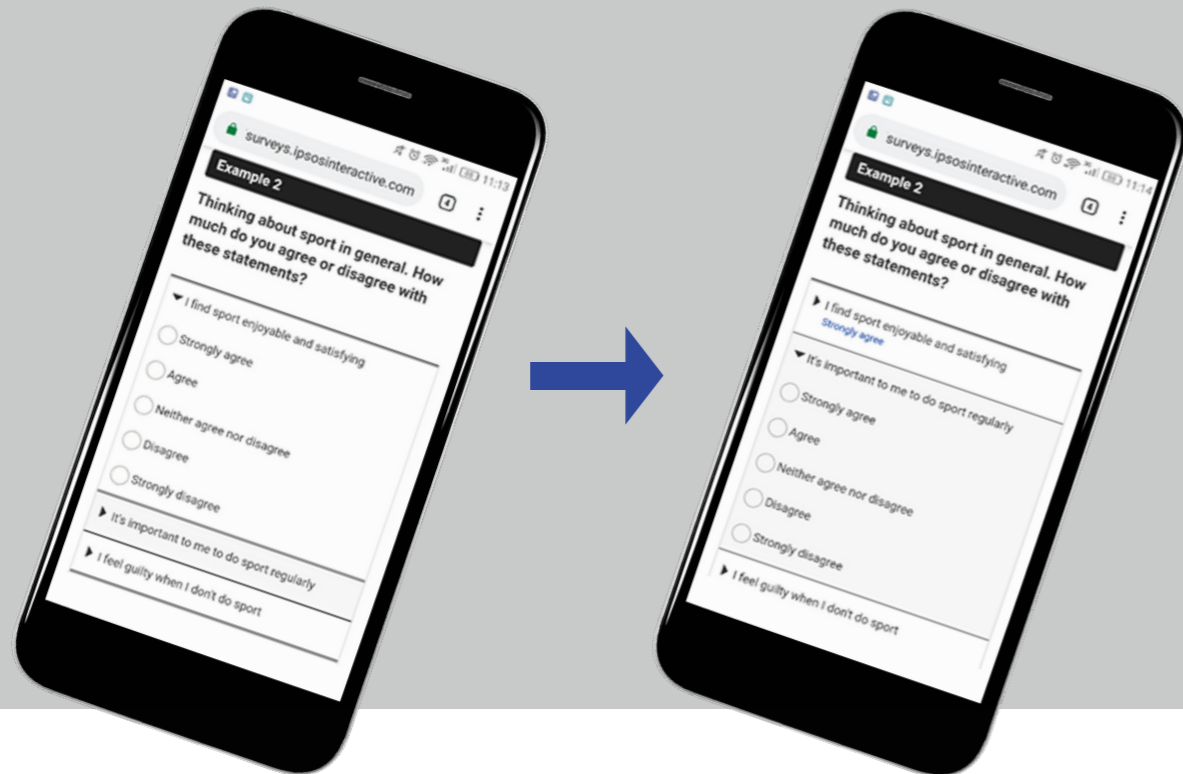 11:13
surveys.ipsosinteractive.com
4
Example 2
Thinking about sport in general. How
much do you agree or disagree with
these statements?
I find sport enjoyable and satisfying
Strongly agree
Agree
Neither agree nor disagree
Disagree
Strongly disagree
It's important to me to do sport regularly
I feel guilty when I don't do sport
11:14
surveys.ipsosinteractive.com
4
Example 2
Thinking about sport in general. How
much do you agree or disagree with
these statements?
I find sport enjoyable and satisfying
Strongly agree
It's important to me to do sport regularly
Strongly agree
Agree
Neither agree nor disagree
Disagree
Strongly disagree
I feel guilty when I don't do sport